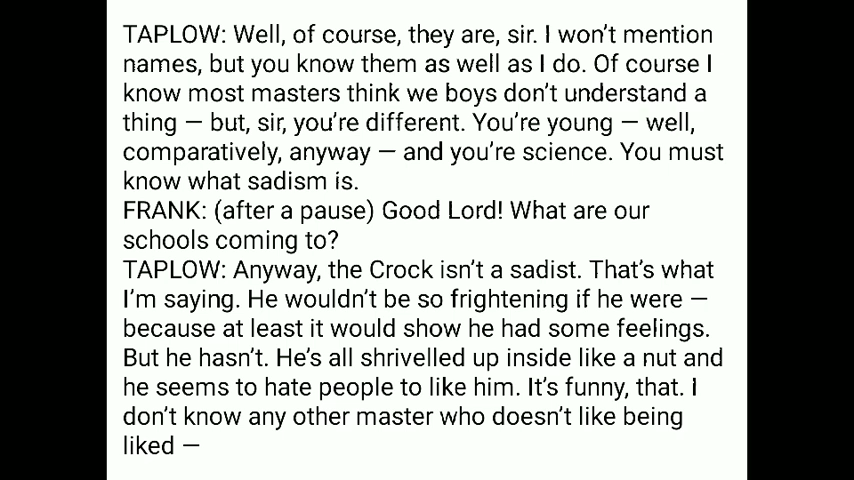 TAPLOW: Well, of course, they are, sir. I won’t mention
names, but you know them as well as I do. Of course I
know most masters think we boys don’t understand a
thing — but, sir, you’re different. You’re young — well,
comparatively, anyway — and you’re science. You must
know what sadism is.
FRANK: (after a pause) Good Lord! What are our
schools coming to?
TAPLOW: Anyway, the Crock isn’t a sadist. That’s what
I’m saying. He wouldn’t be so frightening if he were —
because at least it would show he had some feelings.
But he hasn’t. He’s all shrivelled up inside like a nut and
he seems to hate people to like him. It’s funny, that. I
don’t know any other master who doesn’t like being
liked —